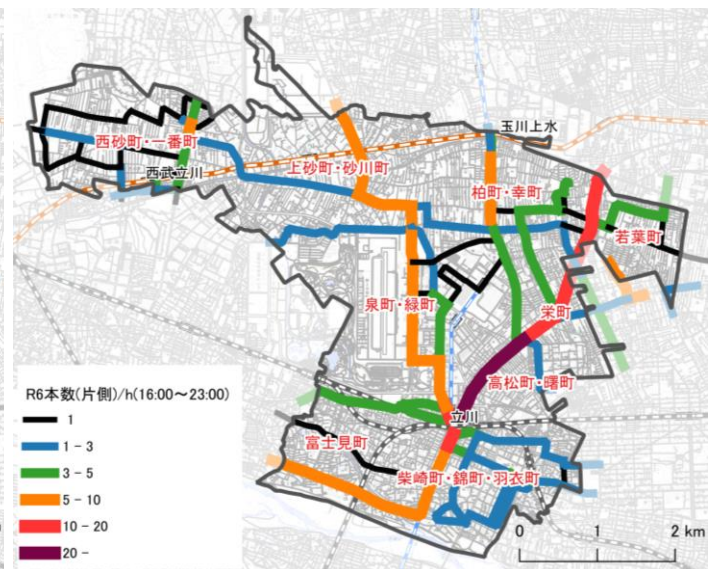 玉川上水
西砂町・一番町
西武立川
上砂町・砂川町
柏町・幸町
若葉町
泉町・緑町
栄町
高松町・曙町
立川
富士見町
柴崎町・錦町・羽衣町
R6本数(片側)/h(16:00～23:00)
1
1 - 3
3 - 5
5 - 10
10 - 20
20 -
0 1 2 km